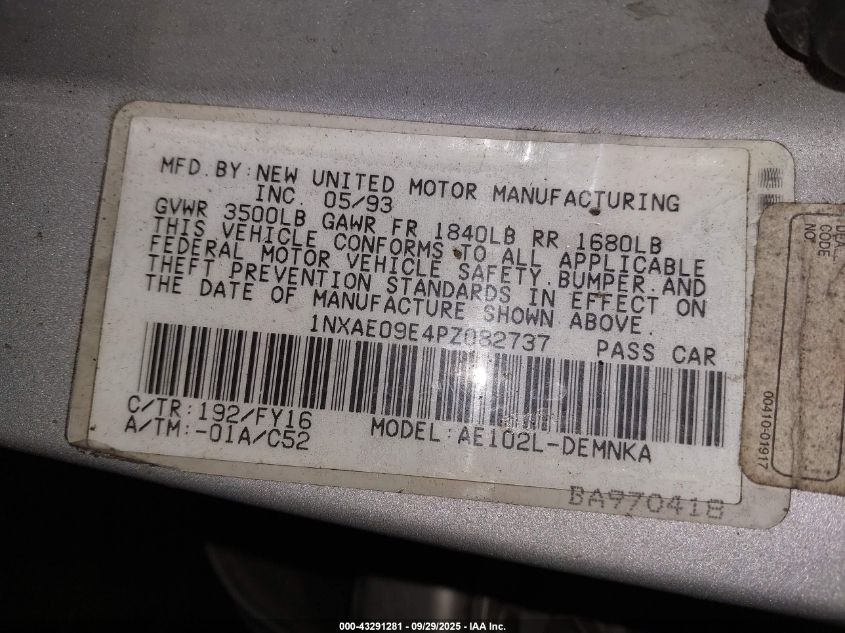 MFD. BY: NEW UNITED MOTOR MANUFACTURING
INC. 05/93
GVWR 3500LB GAWR FR 1840LB RR 1680LB
THIS VEHICLE CONFORMS TO ALL APPLICABLE
FEDERAL MOTOR VEHICLE SAFETY, BUMPER AND
THEFT PREVENTION STANDARDS IN EFFECT ON
THE DATE OF MANUFACTURE SHOWN ABOVE.
1NXAE09E4PZ082737 PASS CAR
C/TR: 192/FY16
A/TM: -01A/C52 MODEL: AE102L-DEMNKA
BA970418
CODE
NO
00410-01917
000-43291281 - 09/29/2025 - IAA Inc.